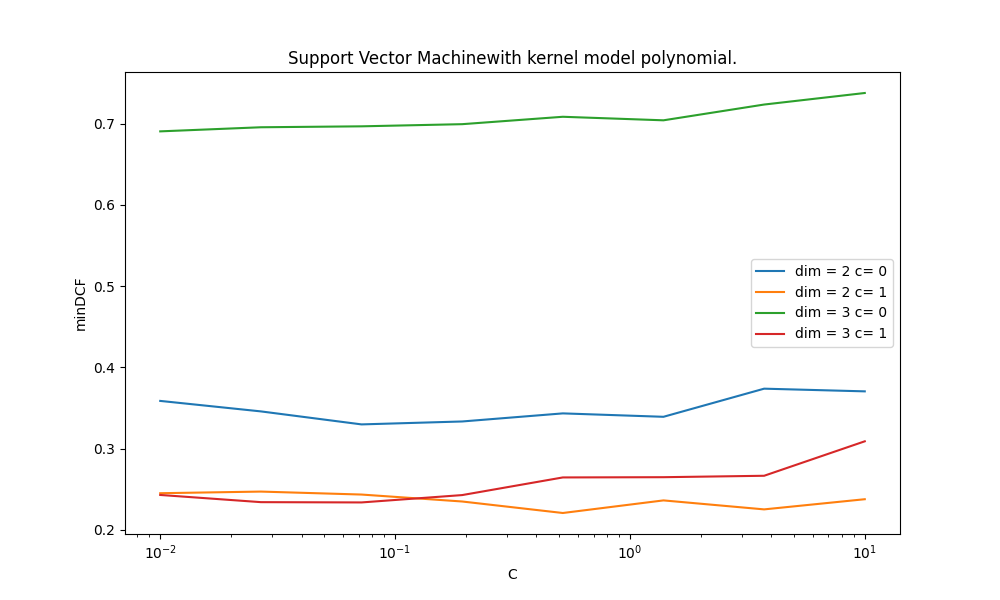 Support Vector Machinewith kernel model polynomial.
minDCF
0.7
0.6
0.5
0.4
0.3
0.2
dim = 2 c= 0
dim = 2 c= 1
dim = 3 c= 0
dim = 3 c= 1
10⁻²
10⁻¹
10⁰
10¹
C